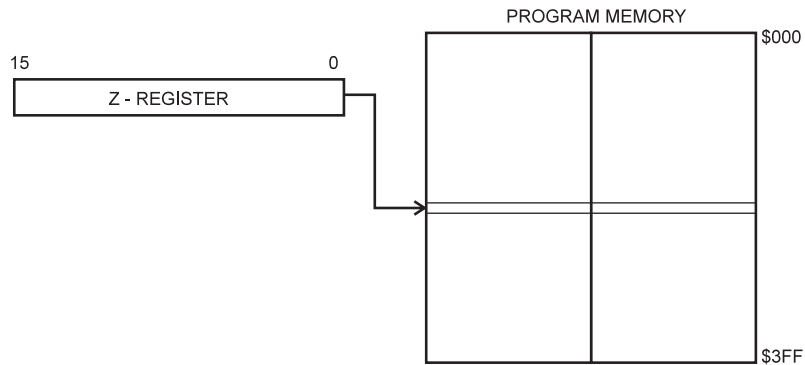 PROGRAM MEMORY
$000
15 0
Z - REGISTER
$3FF